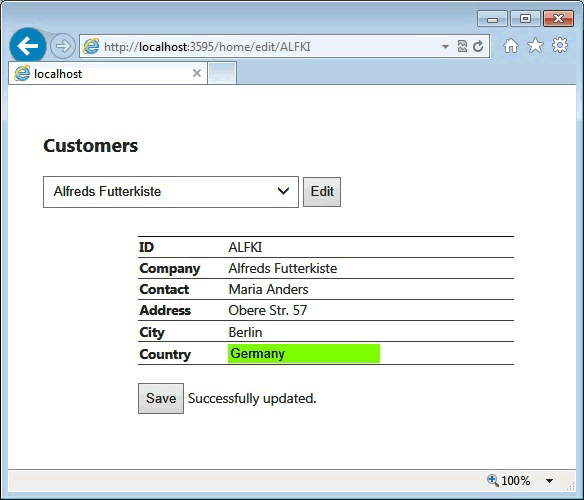 http://localhost:3595/home/edit/ALFKI
localhost
Customers
Alfreds Futterkiste Edit
ID ALFKI
Company Alfreds Futterkiste
Contact Maria Anders
Address Obere Str. 57
City Berlin
Country Germany
Save Successfully updated.
100%